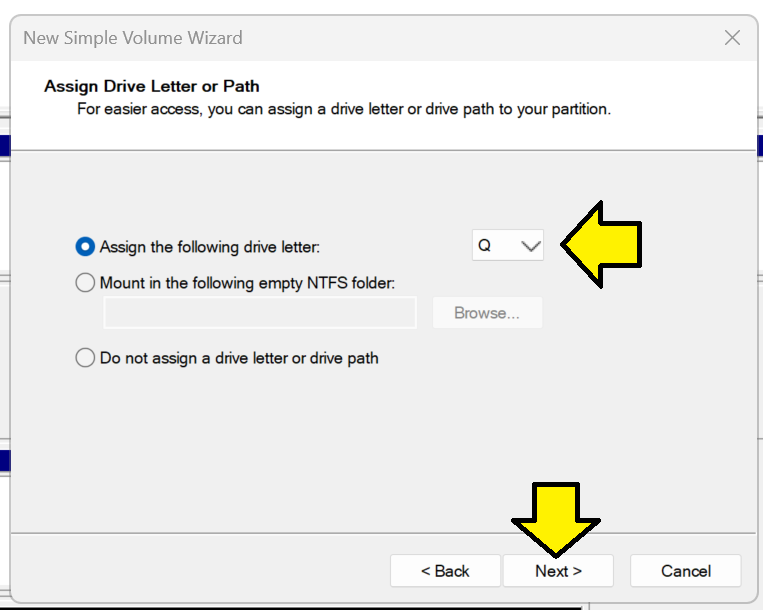 New Simple Volume Wizard
Assign Drive Letter or Path
For easier access, you can assign a drive letter or drive path to your partition.
Assign the following drive letter: Q
Mount in the following empty NTFS folder:
Browse...
Do not assign a drive letter or drive path
< Back Next > Cancel